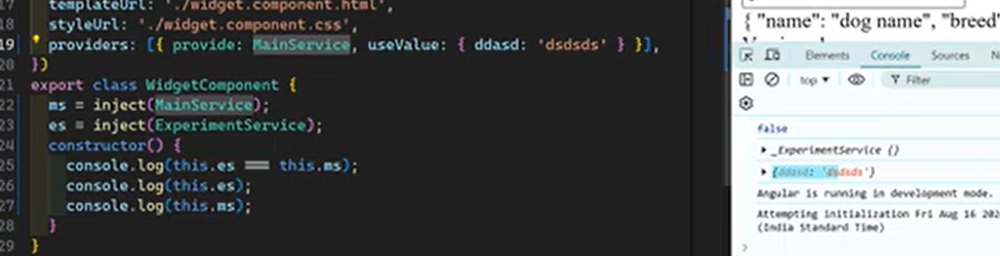 17 templateUrl: './widget.component.html',
18 styleUrl: './widget.component.css',
19 providers: [{ provide: MainService, useValue: { ddasd: 'dsdsds' } }],
20 })
21 export class WidgetComponent {
22 ms = inject(MainService);
23 es = inject(ExperimentService);
24 constructor() {
25 console.log(this.es === this.ms);
26 console.log(this.es);
27 console.log(this.ms);
28 }
29 }
{ "name": "dog name", "breed"
Elements Console Sources
top ▼ Filter
false
▶ _ExperimentService {}
▶ {ddasd: 'dsdsds'}
Angular is running in development mode.
Attempting initialization Fri Aug 16 202
(India Standard Time)